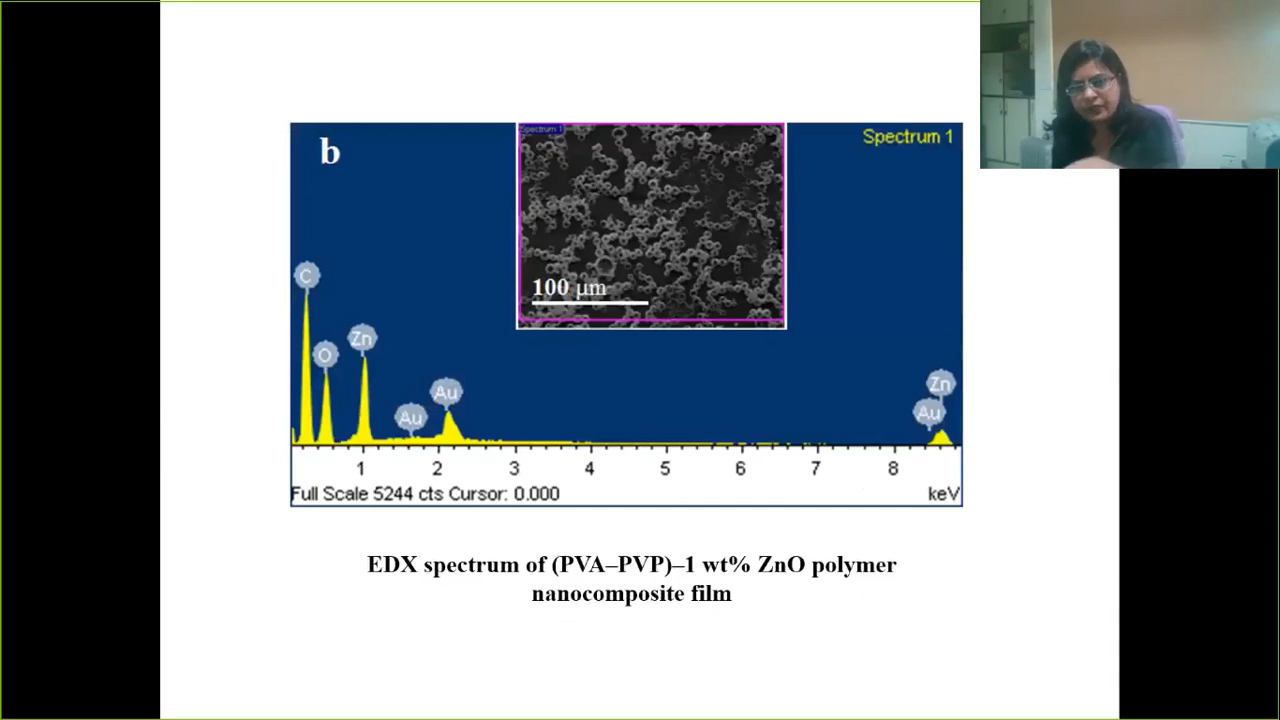 b
Spectrum 1
Spectrum 1
100 μm
C
O
Zn
Au
Au
Zn
Au
1 2 3 4 5 6 7 8
Full Scale 5244 cts Cursor: 0.000 keV
EDX spectrum of (PVA–PVP)–1 wt% ZnO polymer
nanocomposite film